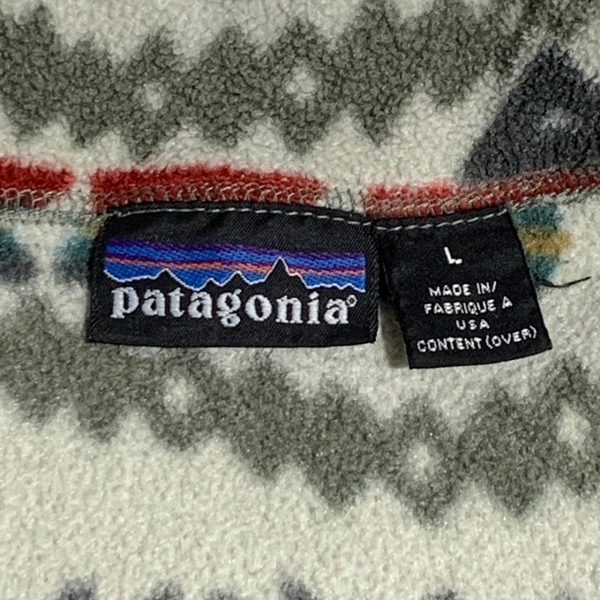 patagonia®
L
MADE IN/
FABRIQUE A
USA
CONTENT (OVER)